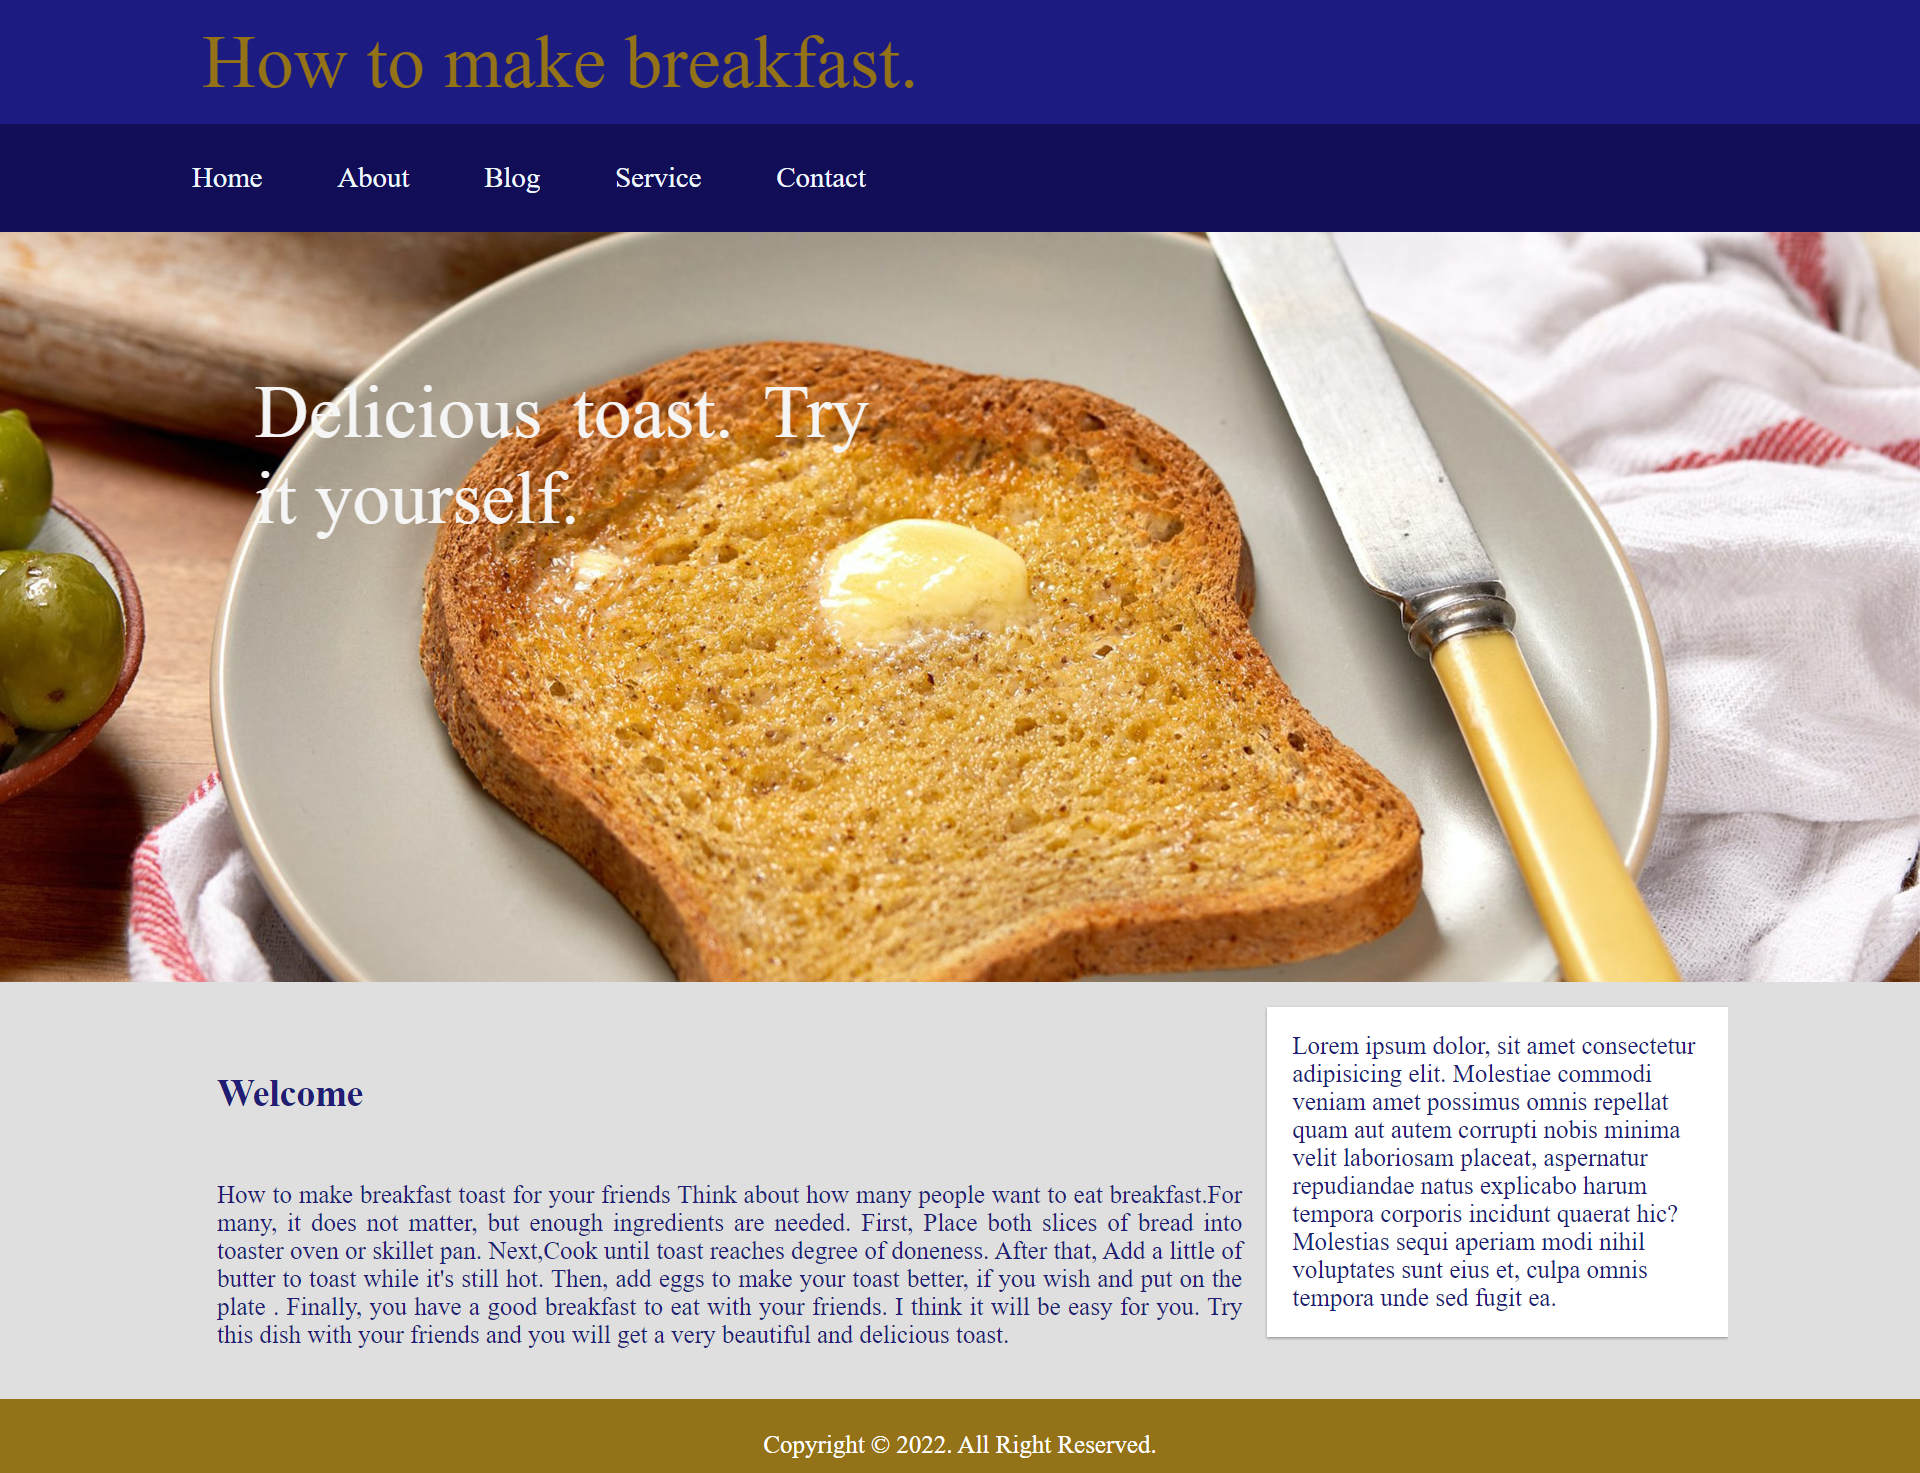 How to make breakfast.
Home About Blog Service Contact
Delicious toast. Try
it yourself.
Welcome
How to make breakfast toast for your friends Think about how many people want to eat breakfast.For
many, it does not matter, but enough ingredients are needed. First, Place both slices of bread into
toaster oven or skillet pan. Next,Cook until toast reaches degree of doneness. After that, Add a little of
butter to toast while it's still hot. Then, add eggs to make your toast better, if you wish and put on the
plate . Finally, you have a good breakfast to eat with your friends. I think it will be easy for you. Try
this dish with your friends and you will get a very beautiful and delicious toast.
Lorem ipsum dolor, sit amet consectetur
adipisicing elit. Molestiae commodi
veniam amet possimus omnis repellat
quam aut autem corrupti nobis minima
velit laboriosam placeat, aspernatur
repudiandae natus explicabo harum
tempora corporis incidunt quaerat hic?
Molestias sequi aperiam modi nihil
voluptates sunt eius et, culpa omnis
tempora unde sed fugit ea.
Copyright © 2022. All Right Reserved.